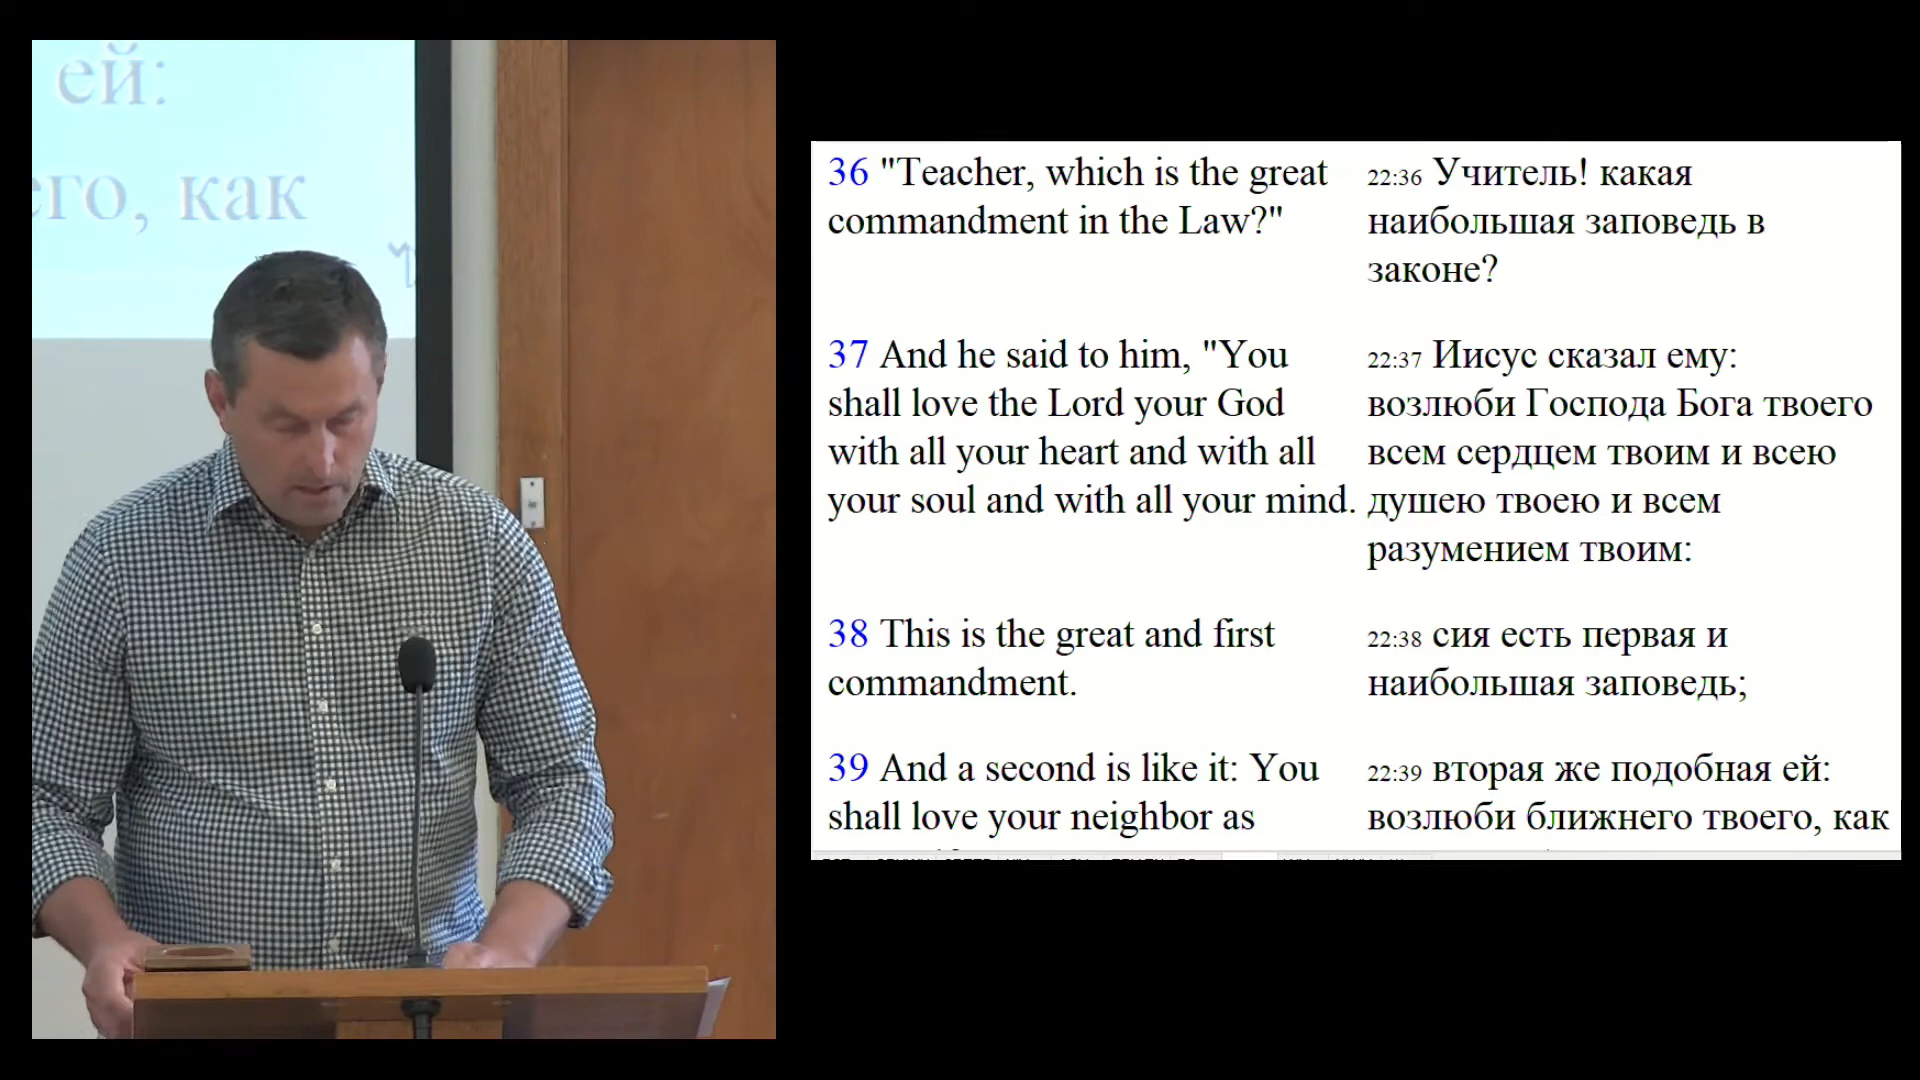 ей:
его, как
36 "Teacher, which is the great
commandment in the Law?"
22:36 Учитель! какая
наибольшая заповедь в
законе?
37 And he said to him, "You
shall love the Lord your God
with all your heart and with all
your soul and with all your mind.
22:37 Иисус сказал ему:
возлюби Господа Бога твоего
всем сердцем твоим и всею
душею твоею и всем
разумением твоим:
38 This is the great and first
commandment.
22:38 сия есть первая и
наибольшая заповедь;
39 And a second is like it: You
shall love your neighbor as
22:39 вторая же подобная ей:
возлюби ближнего твоего, как